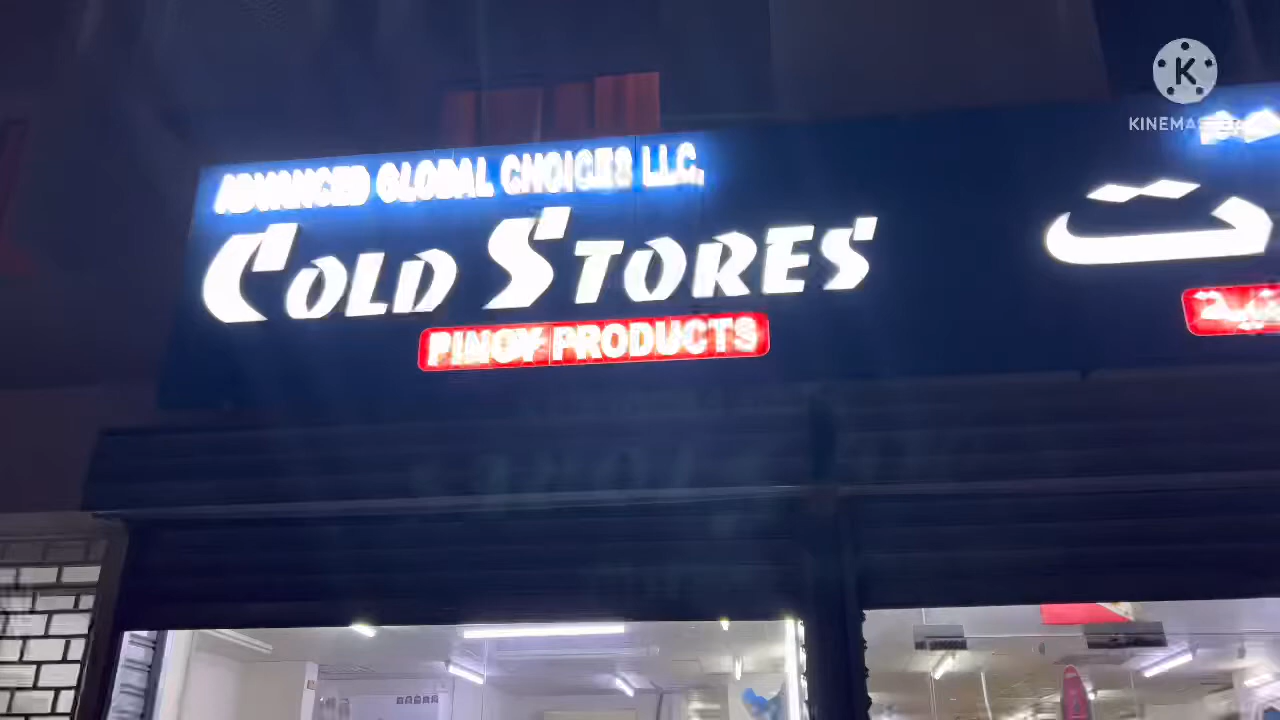 ADVANCED GLOBAL CHOICES LLC.
COLD STORES
PINOY PRODUCTS
K
KINEMASTER